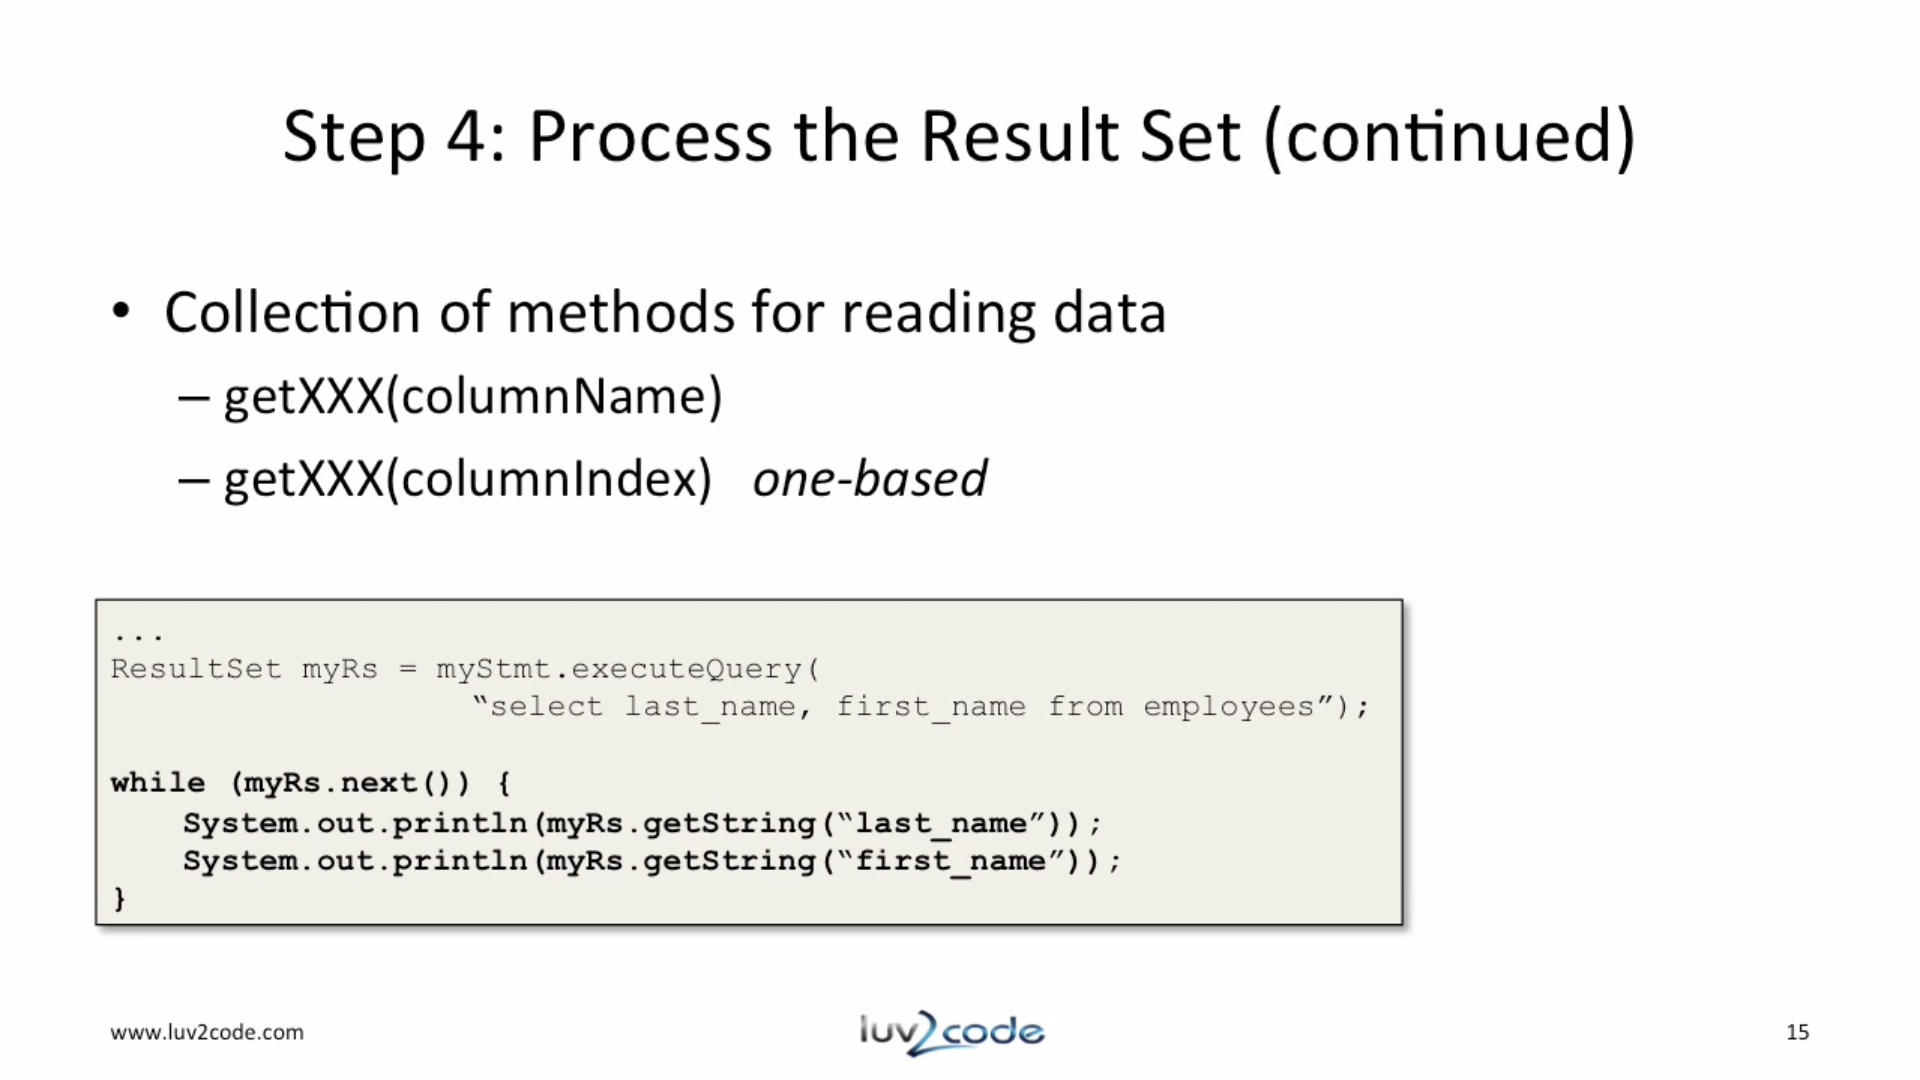 Step 4: Process the Result Set (continued)
• Collection of methods for reading data
– getXXX(columnName)
– getXXX(columnIndex) one-based
...
ResultSet myRs = myStmt.executeQuery(
“select last_name, first_name from employees”);
while (myRs.next()) {
System.out.println(myRs.getString(“last_name”));
System.out.println(myRs.getString(“first_name”));
}
www.luv2code.com
luv2code
15